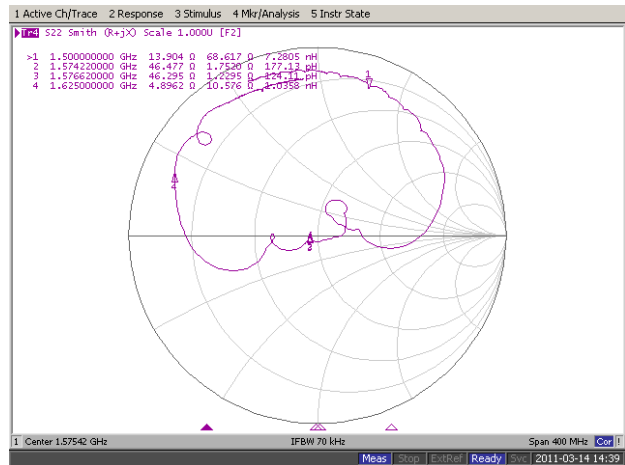 1 Active Ch/Trace 2 Response 3 Stimulus 4 Mkr/Analysis 5 Instr State
Tr4 S22 Smith (R+jX) Scale 1.000U [F2]
>1 1.500000000 GHz 13.904 Ω 68.617 Ω 7.2805 nH
2 1.574220000 GHz 46.477 Ω 1.7520 Ω 177.13 pH
3 1.576620000 GHz 46.295 Ω 1.2295 Ω 124.11 pH
4 1.625000000 GHz 4.8962 Ω 10.576 Ω 1.0358 nH
1
4
1 Center 1.57542 GHz IFBW 70 kHz Span 400 MHz Cor !
Meas Stop ExtRef Ready Svc 2011-03-14 14:39